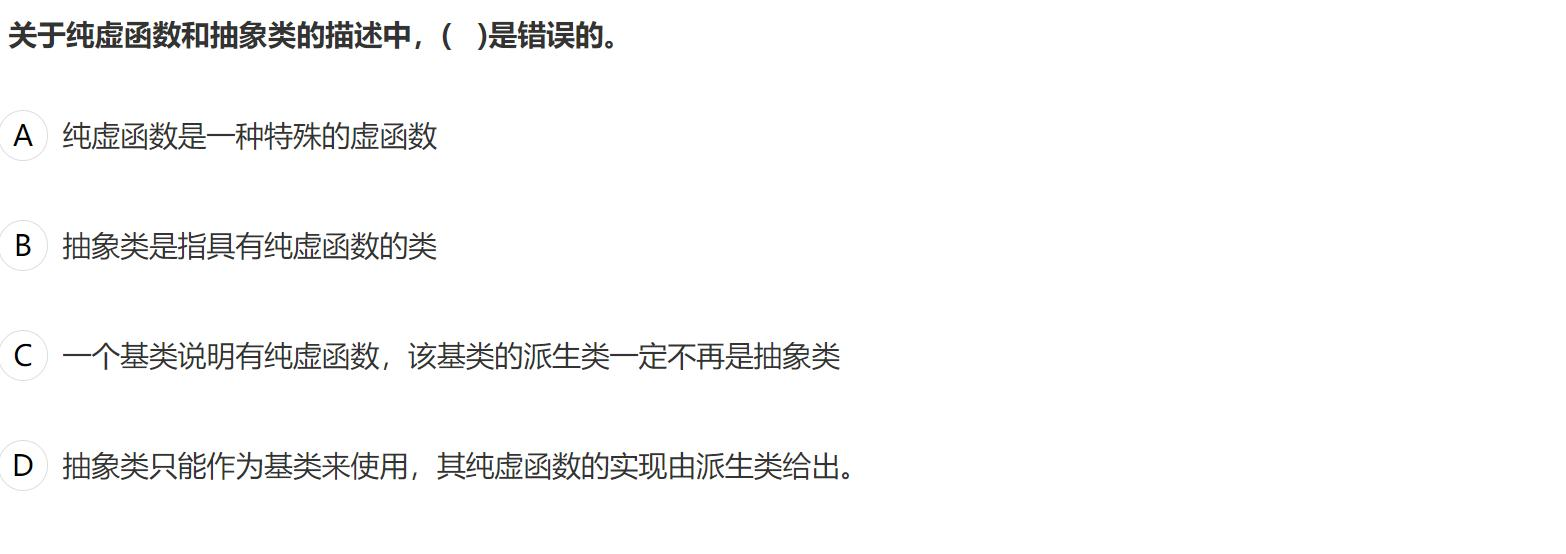 关于纯虚函数和抽象类的描述中，( )是错误的。
A 纯虚函数是一种特殊的虚函数
B 抽象类是指具有纯虚函数的类
C 一个基类说明有纯虚函数，该基类的派生类一定不再是抽象类
D 抽象类只能作为基类来使用，其纯虚函数的实现由派生类给出。